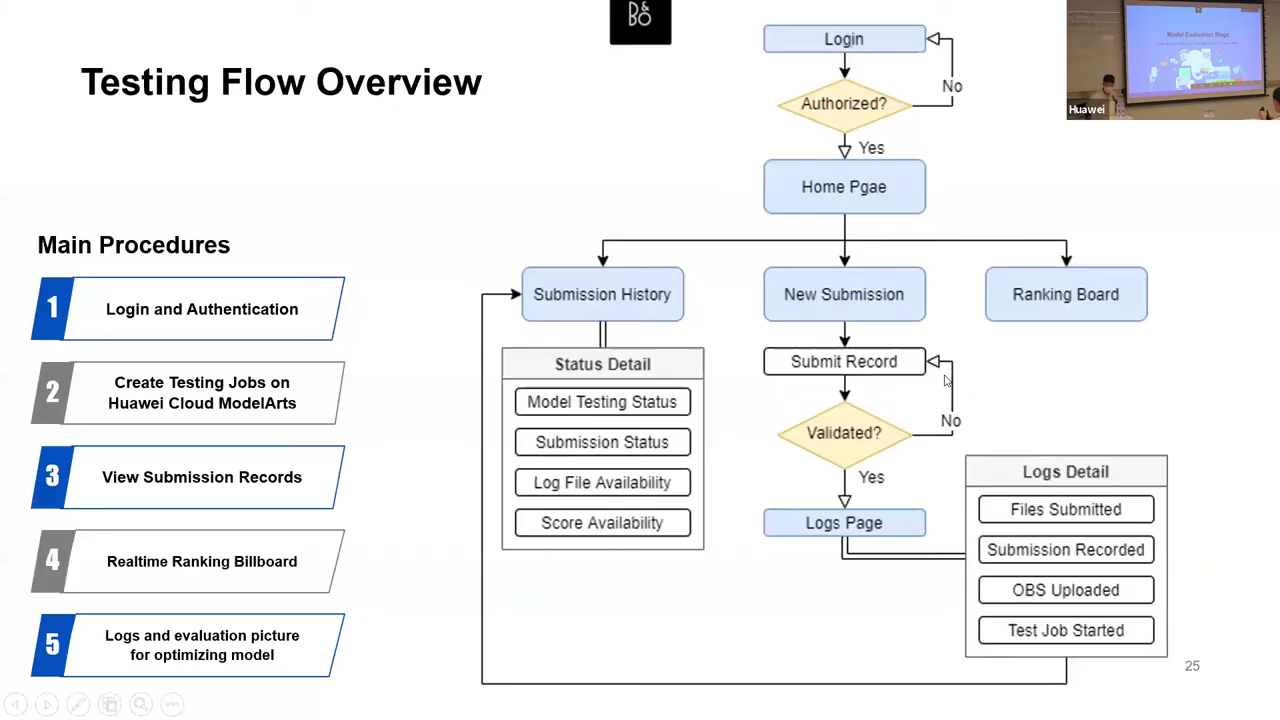 B&O
Testing Flow Overview
Login
Authorized?
No
Yes
Home Pgae
Submission History
New Submission
Ranking Board
Status Detail
Model Testing Status
Submission Status
Log File Availability
Score Availability
Submit Record
Validated?
No
Yes
Logs Page
Logs Detail
Files Submitted
Submission Recorded
OBS Uploaded
Test Job Started
Main Procedures
1
Login and Authentication
2
Create Testing Jobs on
Huawei Cloud ModelArts
3
View Submission Records
4
Realtime Ranking Billboard
5
Logs and evaluation picture
for optimizing model
25
Model Evaluation Stage
Huawei